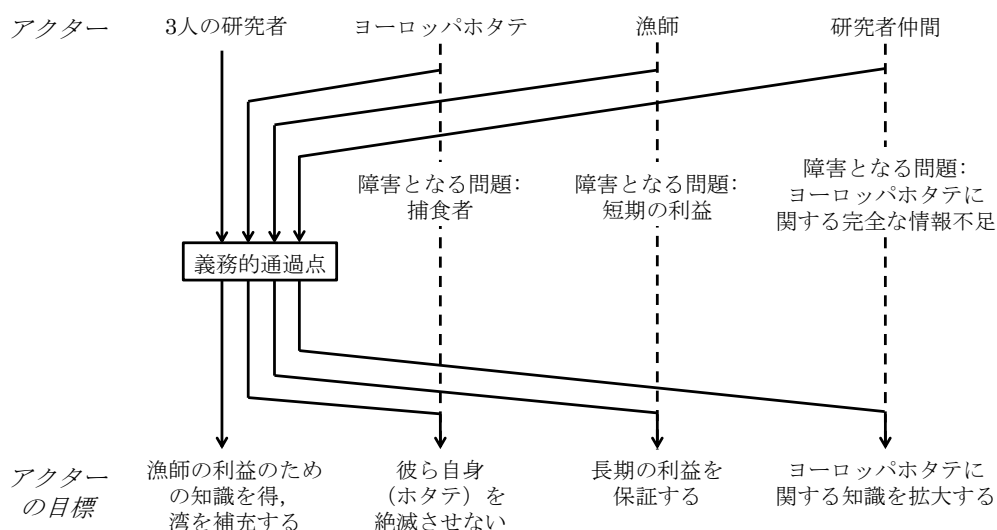 アクター
3人の研究者
ヨーロッパホタテ
漁師
研究者仲間
障害となる問題:
捕食者
障害となる問題:
短期の利益
障害となる問題:
ヨーロッパホタテに
関する完全な情報不足
義務的通過点
アクター
の目標
漁師の利益のため
の知識を得,
湾を補充する
彼ら自身
(ホタテ)を
絶滅させない
長期の利益を
保証する
ヨーロッパホタテに
関する知識を拡大する